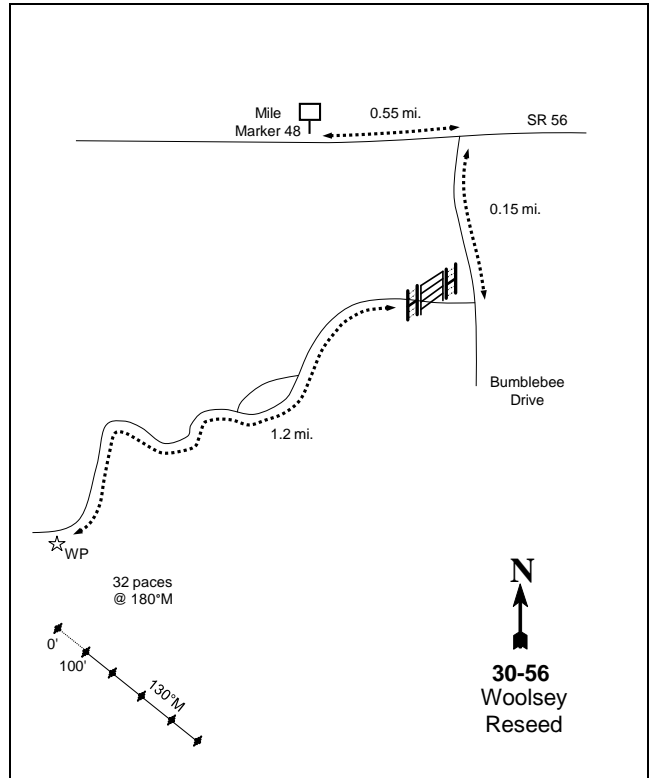 Mile
Marker 48
0.55 mi.
SR 56
0.15 mi.
Bumblebee
Drive
1.2 mi.
WP
32 paces
@ 180°M
0'
100'
130°M
N
30-56
Woolsey
Reseed